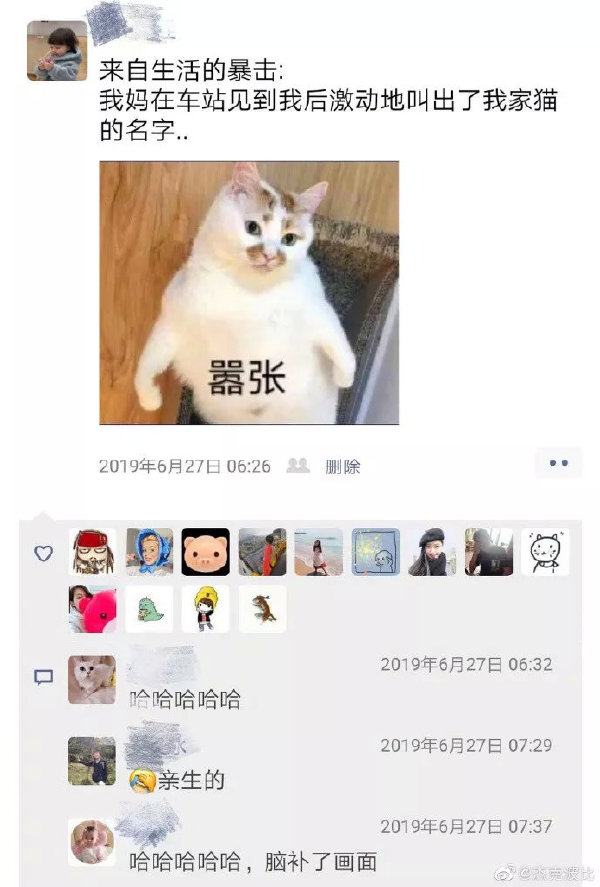 来自生活的暴击:
我妈在车站见到我后激动地叫出了我家猫
的名字..
嚣张
2019年6月27日 06:26 删除
2019年6月27日 06:32
哈哈哈哈哈
2019年6月27日 07:29
🤣亲生的
2019年6月27日 07:37
哈哈哈哈哈，脑补了画面
@杰克波比